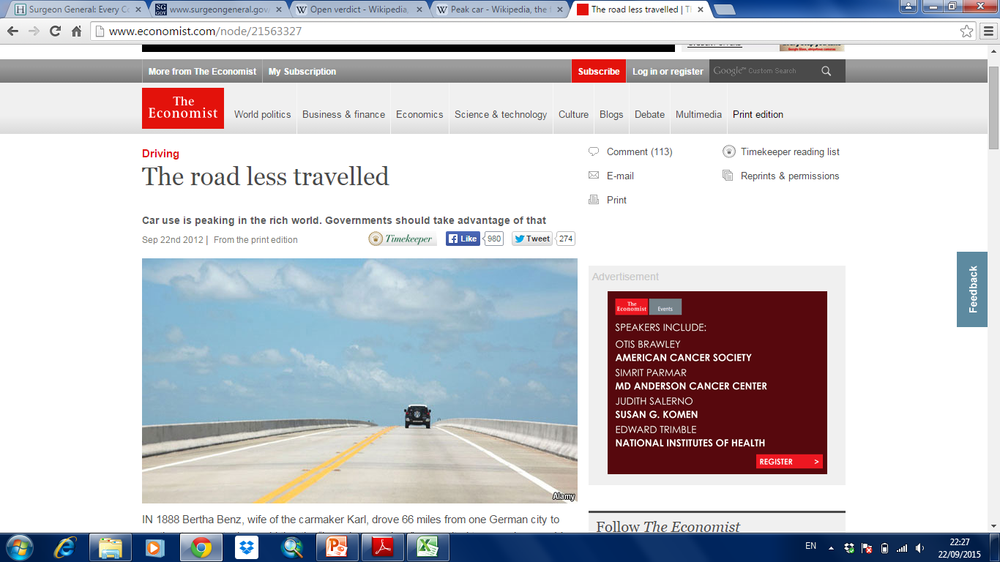 Surgeon General: Every Co
www.surgeongeneral.gov/
Open verdict - Wikipedia,
Peak car - Wikipedia, the f
The road less travelled | Th
www.economist.com/node/21563327
More from The Economist
My Subscription
Subscribe
Log in or register
Google™ Custom Search
The
Economist
World politics
Business & finance
Economics
Science & technology
Culture
Blogs
Debate
Multimedia
Print edition
Driving
The road less travelled
Comment (113)
Timekeeper reading list
E-mail
Reprints & permissions
Print
Car use is peaking in the rich world. Governments should take advantage of that
Sep 22nd 2012 | From the print edition
Timekeeper
Like
980
Tweet
274
Alamy
IN 1888 Bertha Benz, wife of the carmaker Karl, drove 66 miles from one German city to
Advertisement
The
Economist
Events
SPEAKERS INCLUDE:
OTIS BRAWLEY
AMERICAN CANCER SOCIETY
SIMRIT PARMAR
MD ANDERSON CANCER CENTER
JUDITH SALERNO
SUSAN G. KOMEN
EDWARD TRIMBLE
NATIONAL INSTITUTES OF HEALTH
REGISTER >
Feedback
Follow The Economist
EN
22:27
22/09/2015